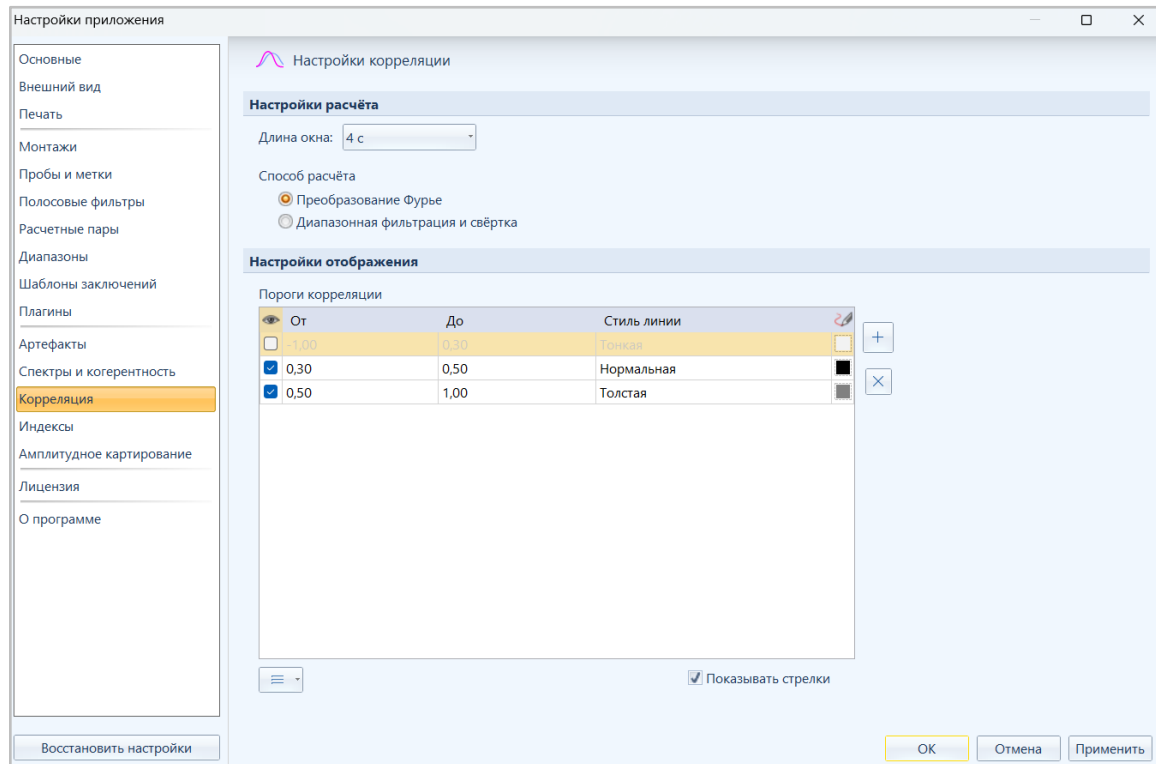 Настройки приложения
Основные
Внешний вид
Печать
Монтажи
Пробы и метки
Полосовые фильтры
Расчетные пары
Диапазоны
Шаблоны заключений
Плагины
Артефакты
Спектры и когерентность
Корреляция
Индексы
Амплитудное картирование
Лицензия
О программе
Восстановить настройки
Настройки корреляции
Настройки расчёта
Длина окна: 4 с
Способ расчёта
Преобразование Фурье
Диапазонная фильтрация и свёртка
Настройки отображения
Пороги корреляции
От До Стиль линии
-1,00 0,30 Тонкая
0,30 0,50 Нормальная
0,50 1,00 Толстая
Показывать стрелки
ОК Отмена Применить